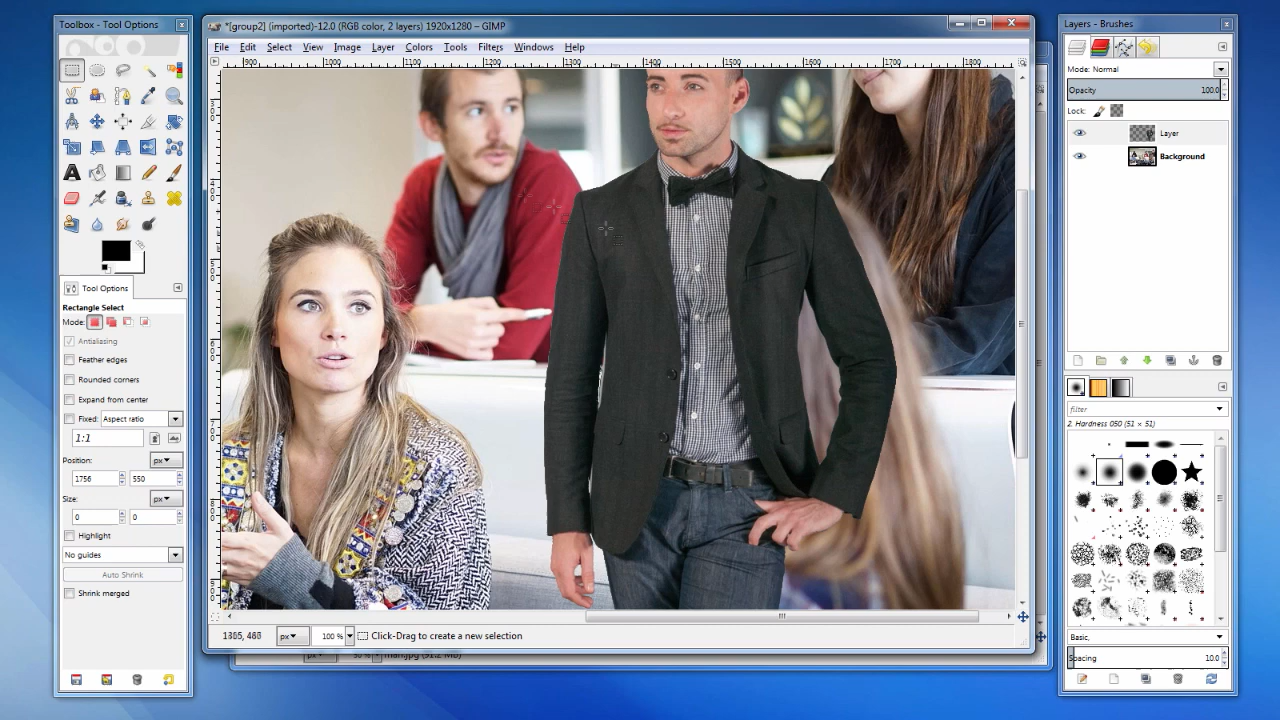 Toolbox - Tool Options
*[group2] (imported)-12.0 (RGB color, 2 layers) 1920x1280 – GIMP
Layers - Brushes
File Edit Select View Image Layer Colors Tools Filters Windows Help
900 1000 1100 1200 1300 1400 1500 1600 1700 1800
Mode: Normal
Opacity 100.0
Lock:
Layer
Background
Tool Options
Rectangle Select
Mode:
Antialiasing
Feather edges
Rounded corners
Expand from center
Fixed: Aspect ratio
1:1
Position: px
1756 550
Size: px
0 0
Highlight
No guides
Auto Shrink
Shrink merged
filter
2. Hardness 050 (51 × 51)
Basic,
Spacing 10.0
px 100 % Click-Drag to create a new selection
man.jpg (91.2 MB)